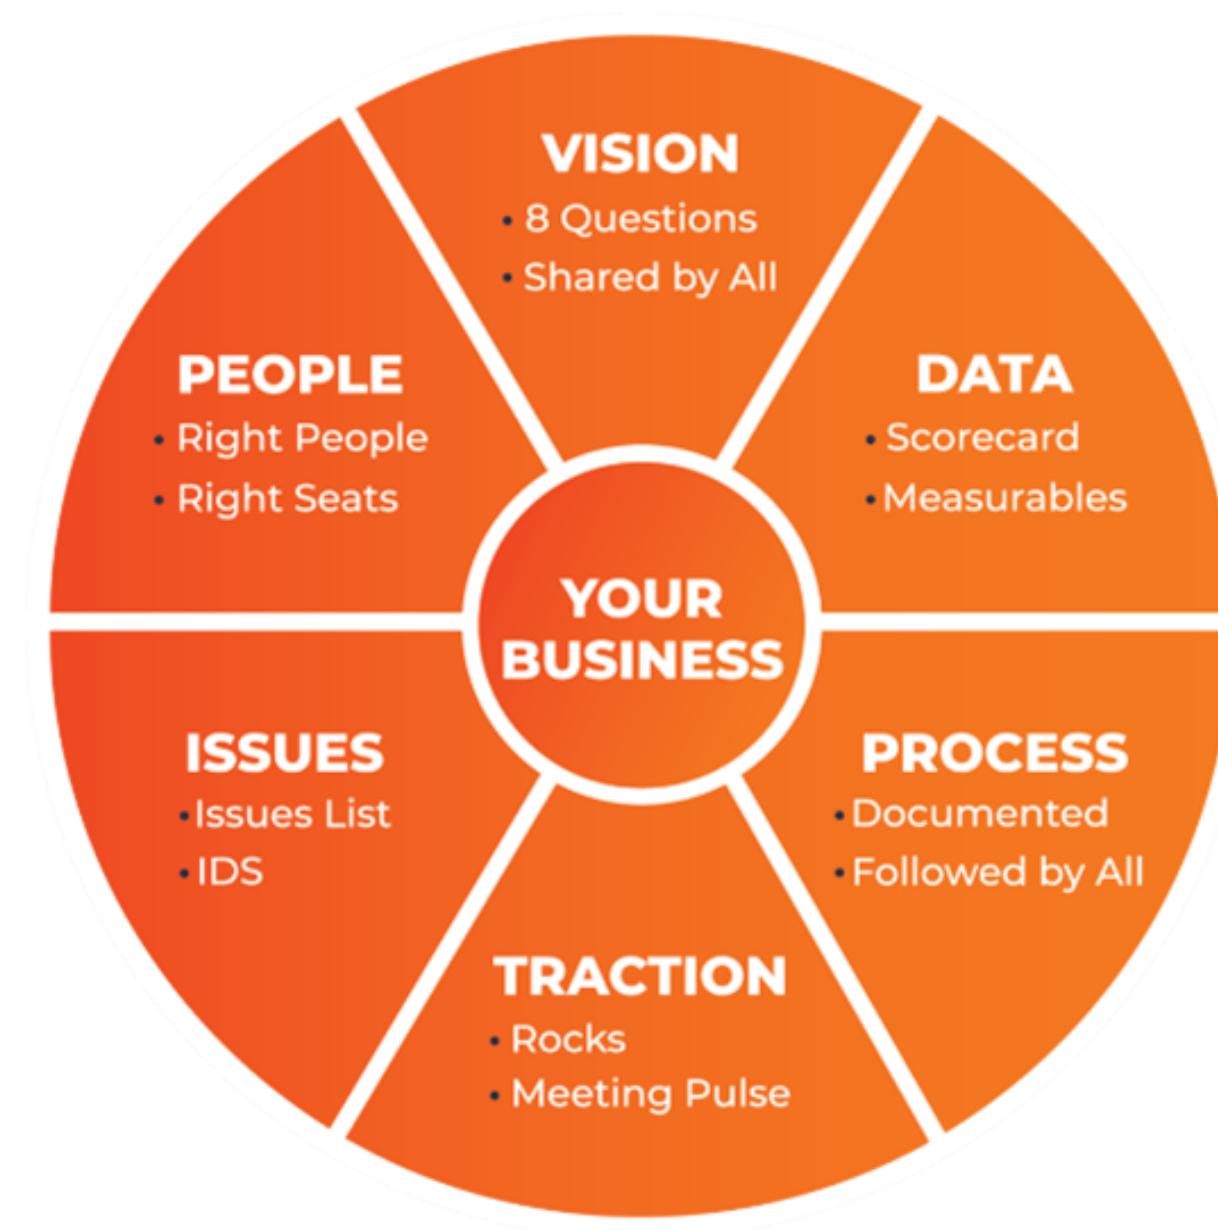 VISION
• 8 Questions
• Shared by All
PEOPLE
• Right People
• Right Seats
DATA
• Scorecard
• Measurables
YOUR
BUSINESS
ISSUES
• Issues List
• IDS
PROCESS
• Documented
• Followed by All
TRACTION
• Rocks
• Meeting Pulse